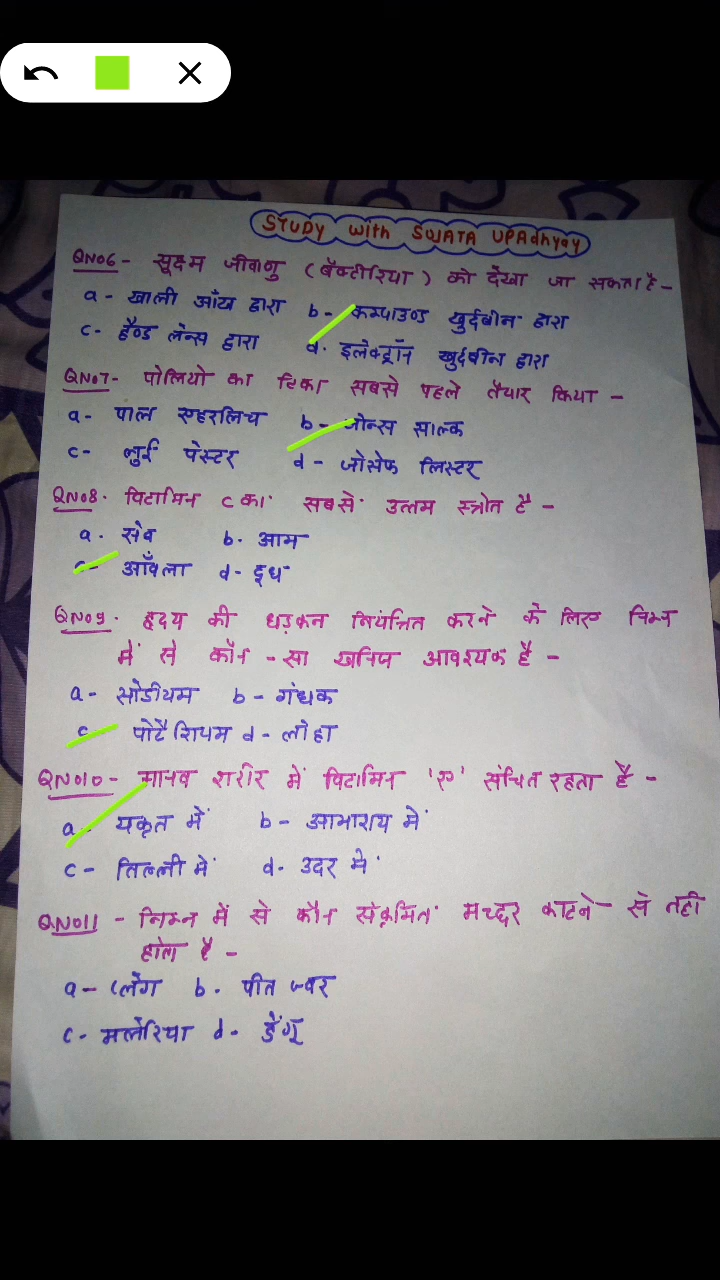 STUDY with SUJATA UPAdhyay
QNo6- सूक्ष्म जीवाणु (बैक्टीरिया) को देखा जा सकता है-
a- खाली आँख द्वारा b- कम्पाउण्ड खुर्दबीन द्वारा
c- हैण्ड लेन्स द्वारा d. इलेक्ट्रॉन खुर्दबीन द्वारा
QNo7- पोलियो का टिका सबसे पहले तैयार किया -
a- पाल एहरलिच b- जोन्स साल्क
c- लुई पेस्टर d- जोसेफ लिस्टर
QNo8. विटामिन c का सबसे उत्तम स्त्रोत है -
a. सेव b. आम
c- आँवला d- दूध
QNo9. हृदय की धड़कन नियंत्रित करने के लिए निम्न
में से कौन -सा खनिज आवश्यक है -
a- सोडीयम b- गंधक
c- पोटैशियम d- लोहा
QNo10- मानव शरीर में विटामिन 'ए' संचित रहता है -
a- यकृत में b- आमाशय में
c- तिल्ली में d- उदर में
QNo11 - निम्न में से कौन संक्रमित मच्छर काटने से नही
होता है -
a- प्लेग b. पीत ज्वर
c- मलेरिया d- डेंगू